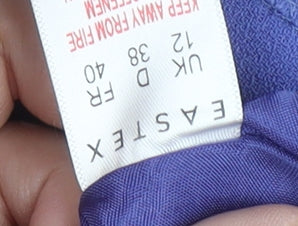 EASTEX
UK D FR
12 38 40
KEEP AWAY FROM FIRE